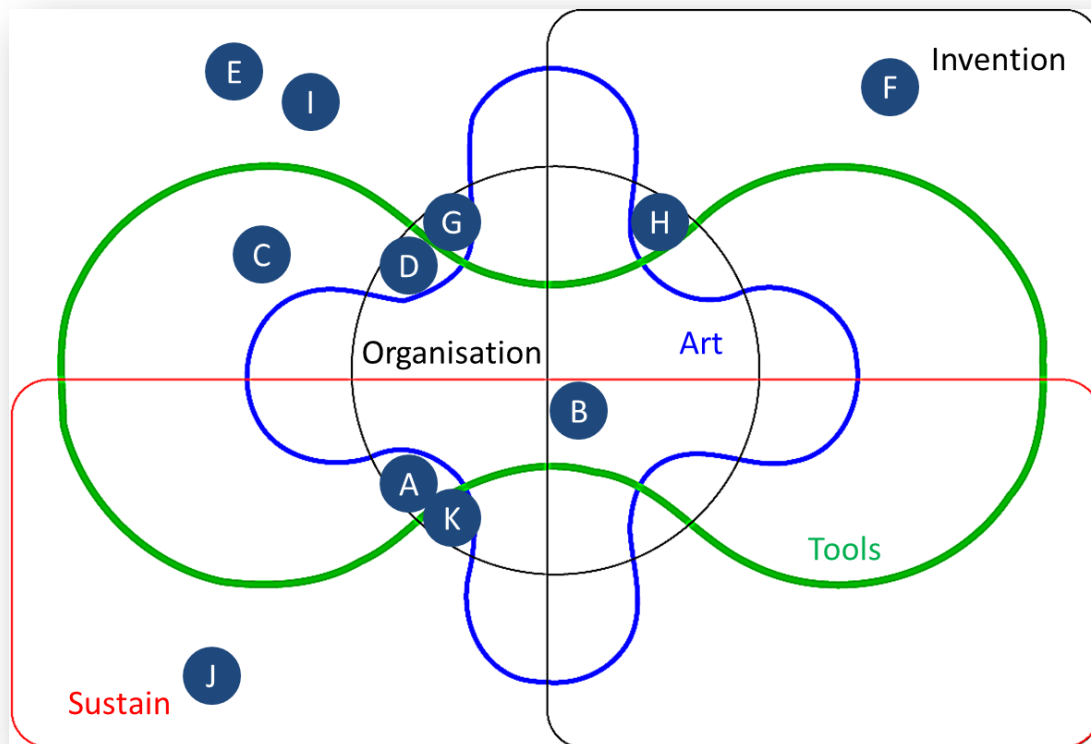 Invention
E
I
F
G
H
D
C
Organisation
Art
B
A
K
Tools
J
Sustain